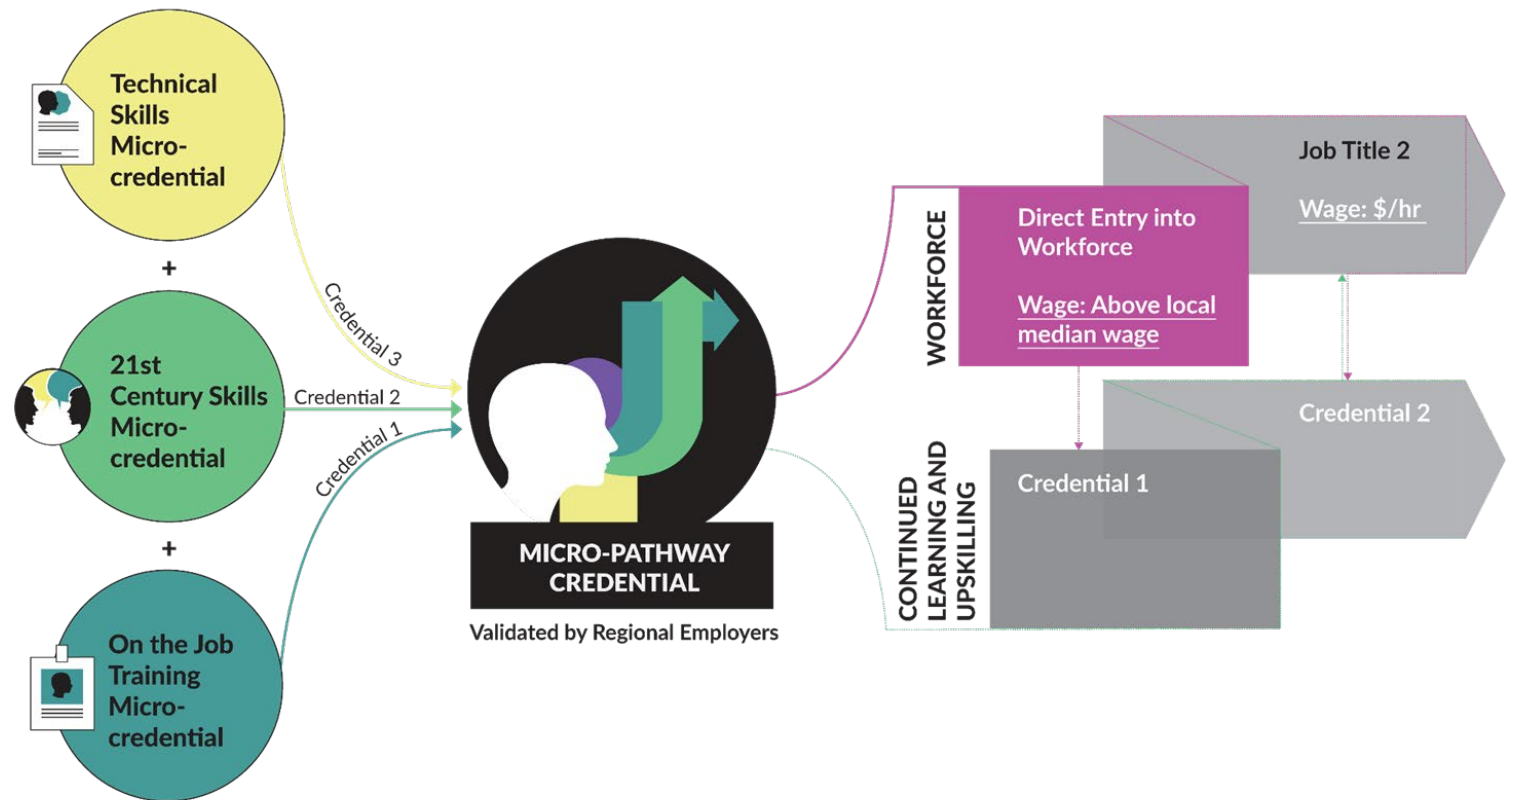 Technical
Skills
Micro-
credential
+
21st
Century Skills
Micro-
credential
+
On the Job
Training
Micro-
credential
Credential 3
Credential 2
Credential 1
MICRO-PATHWAY
CREDENTIAL
Validated by Regional Employers
WORKFORCE
Direct Entry into
Workforce
Wage: Above local
median wage
Job Title 2
Wage: $/hr
CONTINUED
LEARNING AND
UPSKILLING
Credential 1
Credential 2